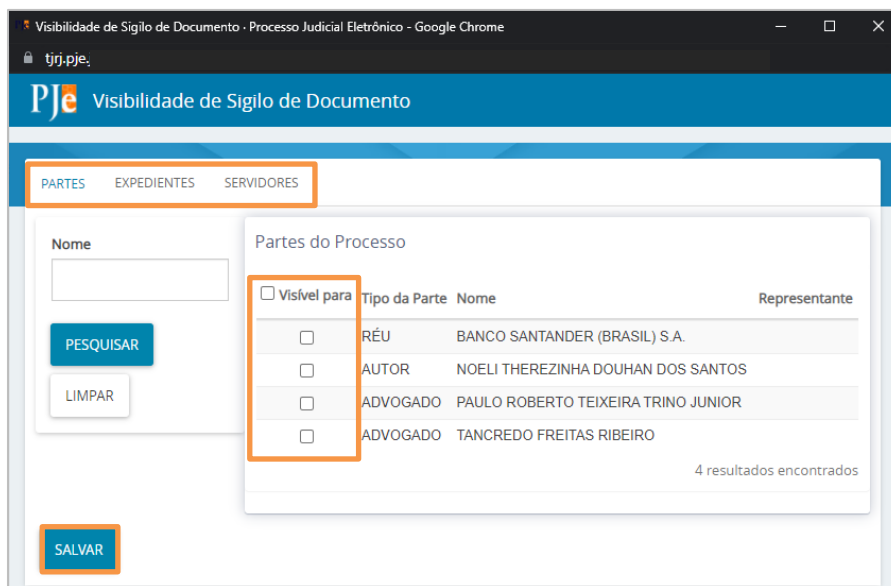 Visibilidade de Sigilo de Documento · Processo Judicial Eletrônico - Google Chrome
tjrj.pje.
PJe Visibilidade de Sigilo de Documento
PARTES EXPEDIENTES SERVIDORES
Nome
PESQUISAR
LIMPAR
Partes do Processo
Visível para Tipo da Parte Nome Representante
RÉU BANCO SANTANDER (BRASIL) S.A.
AUTOR NOELI THEREZINHA DOUHAN DOS SANTOS
ADVOGADO PAULO ROBERTO TEIXEIRA TRINO JUNIOR
ADVOGADO TANCREDO FREITAS RIBEIRO
4 resultados encontrados
SALVAR